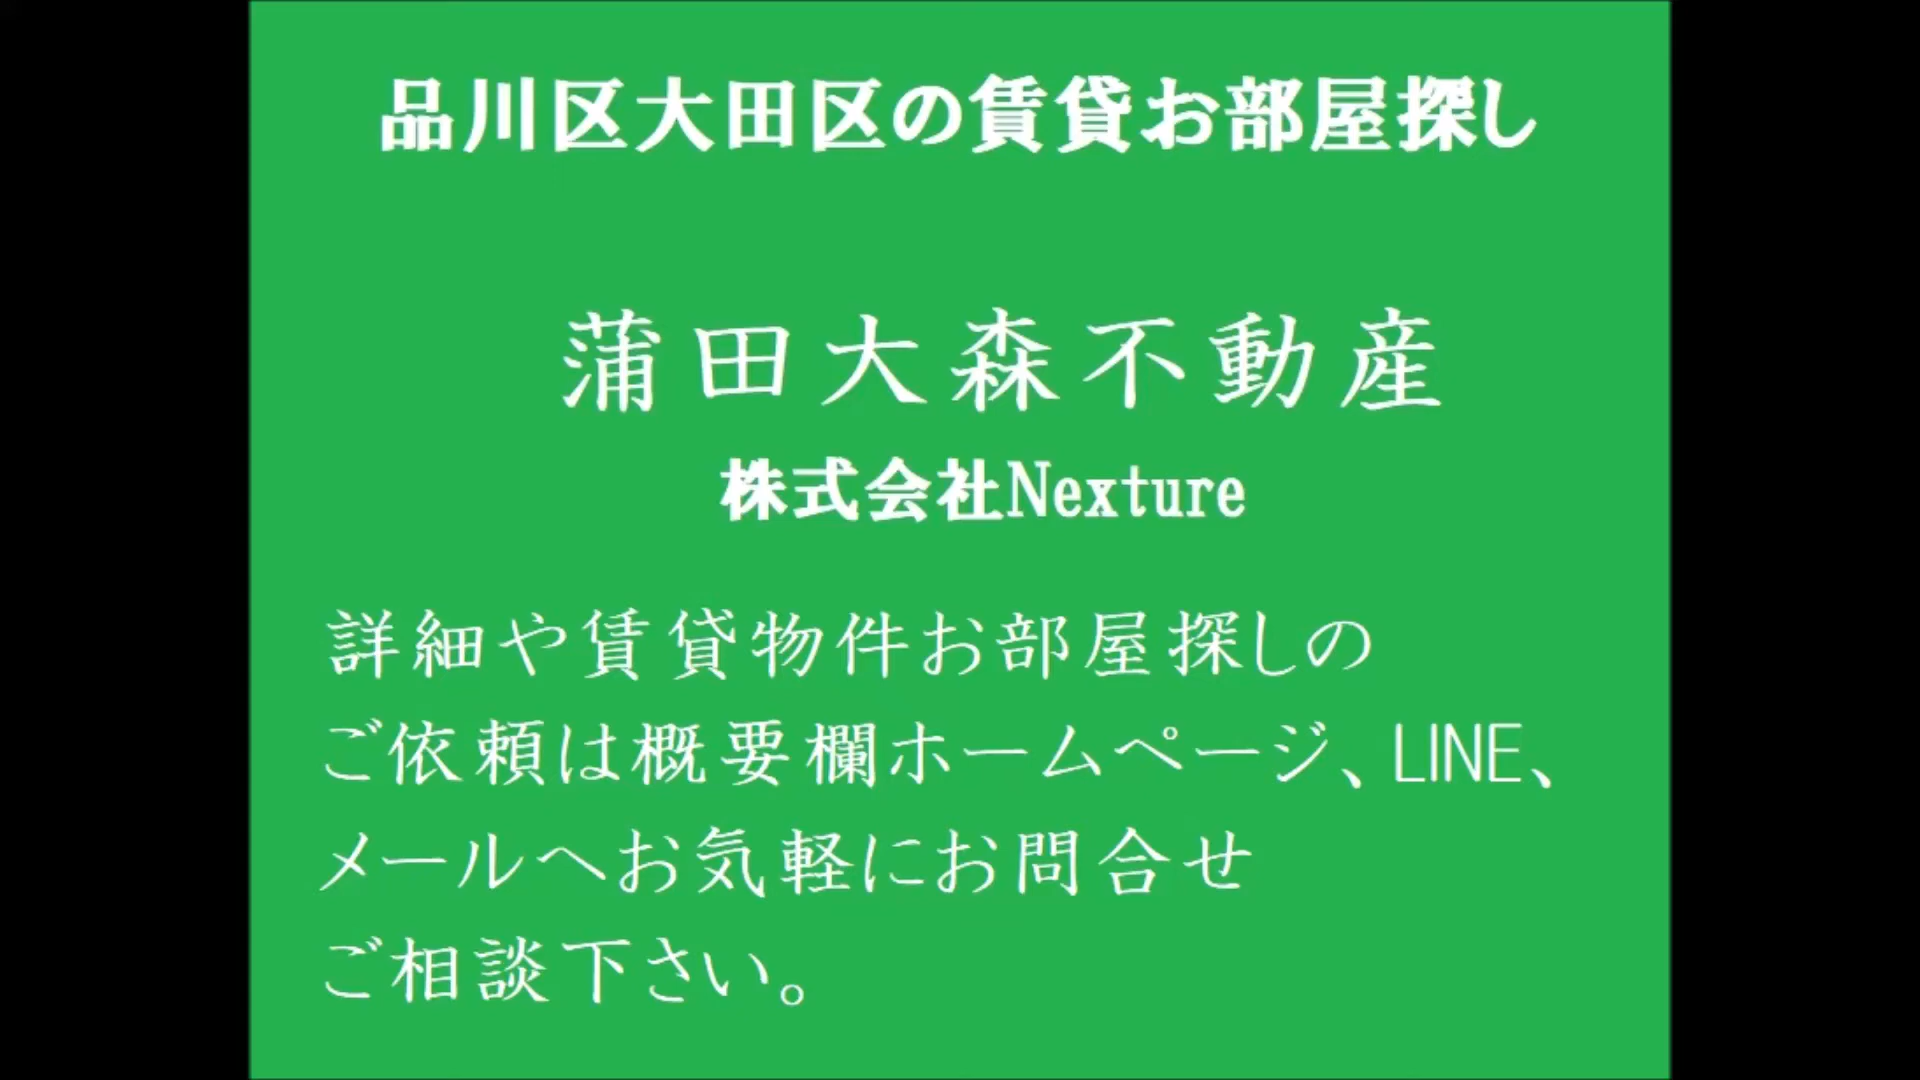 品川区大田区の賃貸お部屋探し
蒲田大森不動産
株式会社Nexture
詳細や賃貸物件お部屋探しの
ご依頼は概要欄ホームページ、LINE、
メールへお気軽にお問合せ
ご相談下さい。